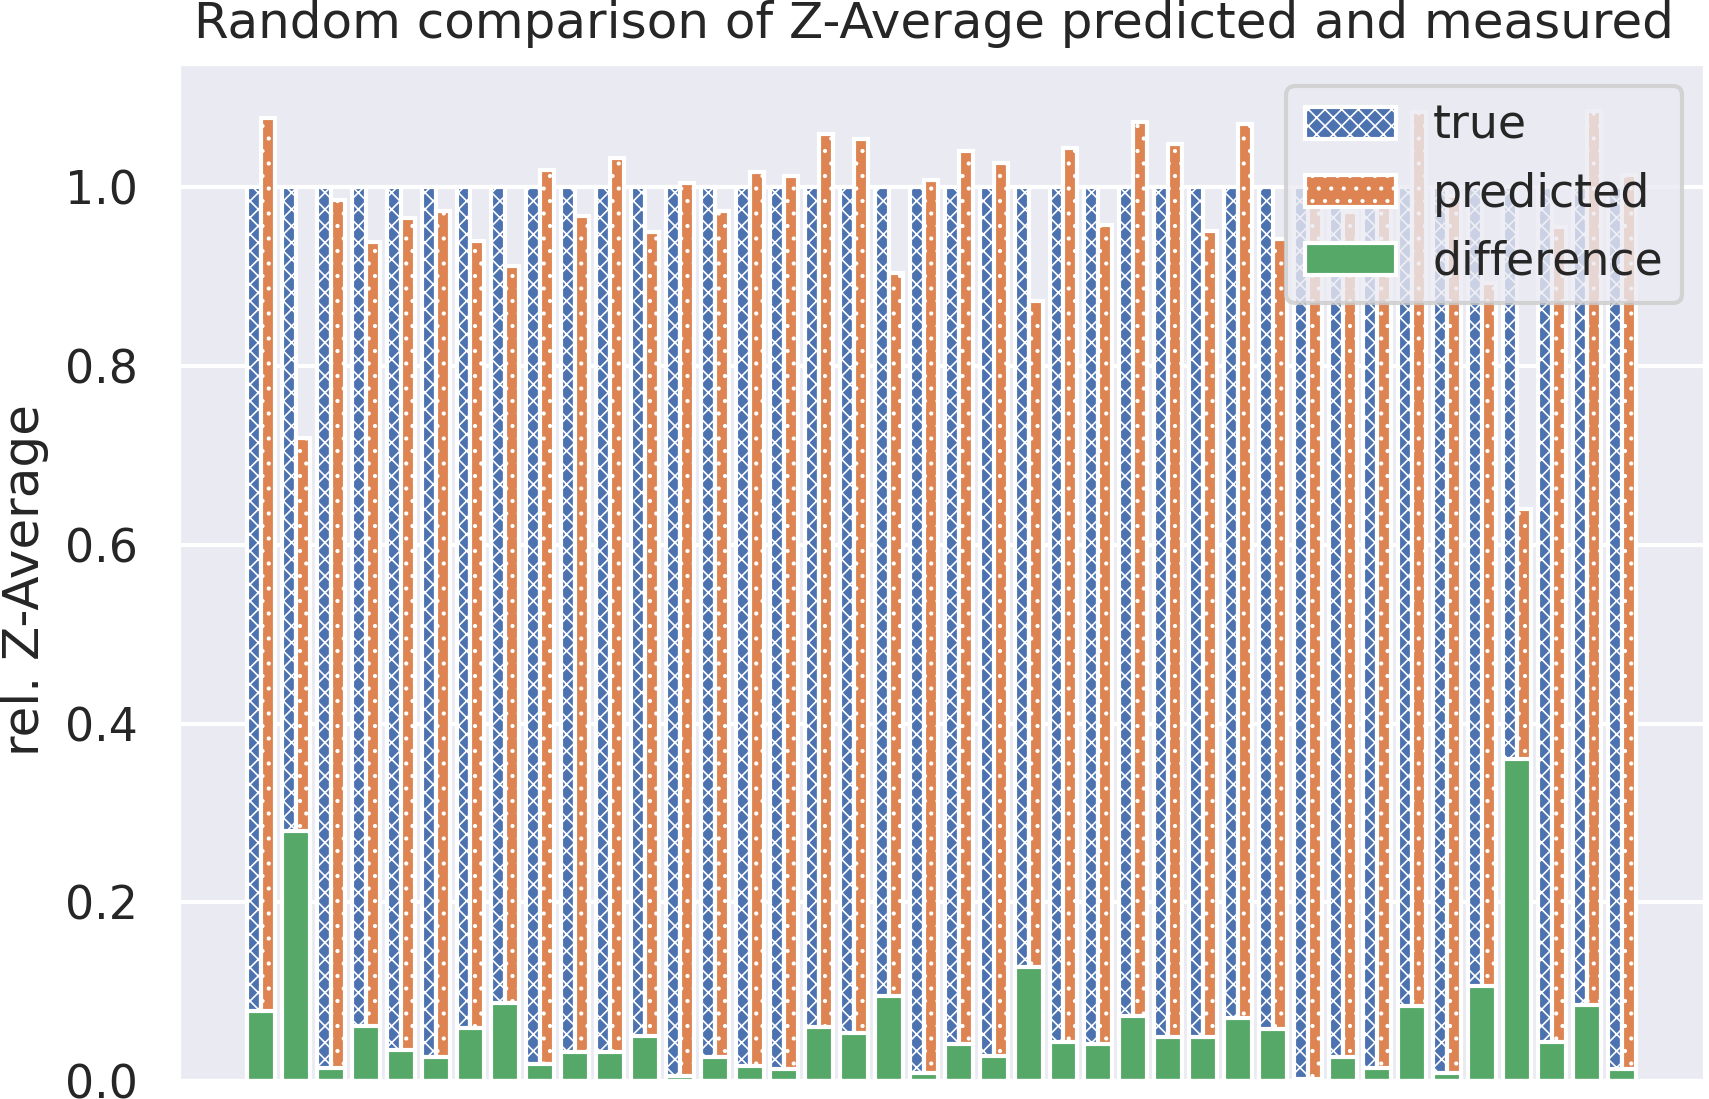 Random comparison of Z-Average predicted and measured
true
predicted
difference
1.0
0.8
0.6
0.4
0.2
0.0
rel. Z-Average